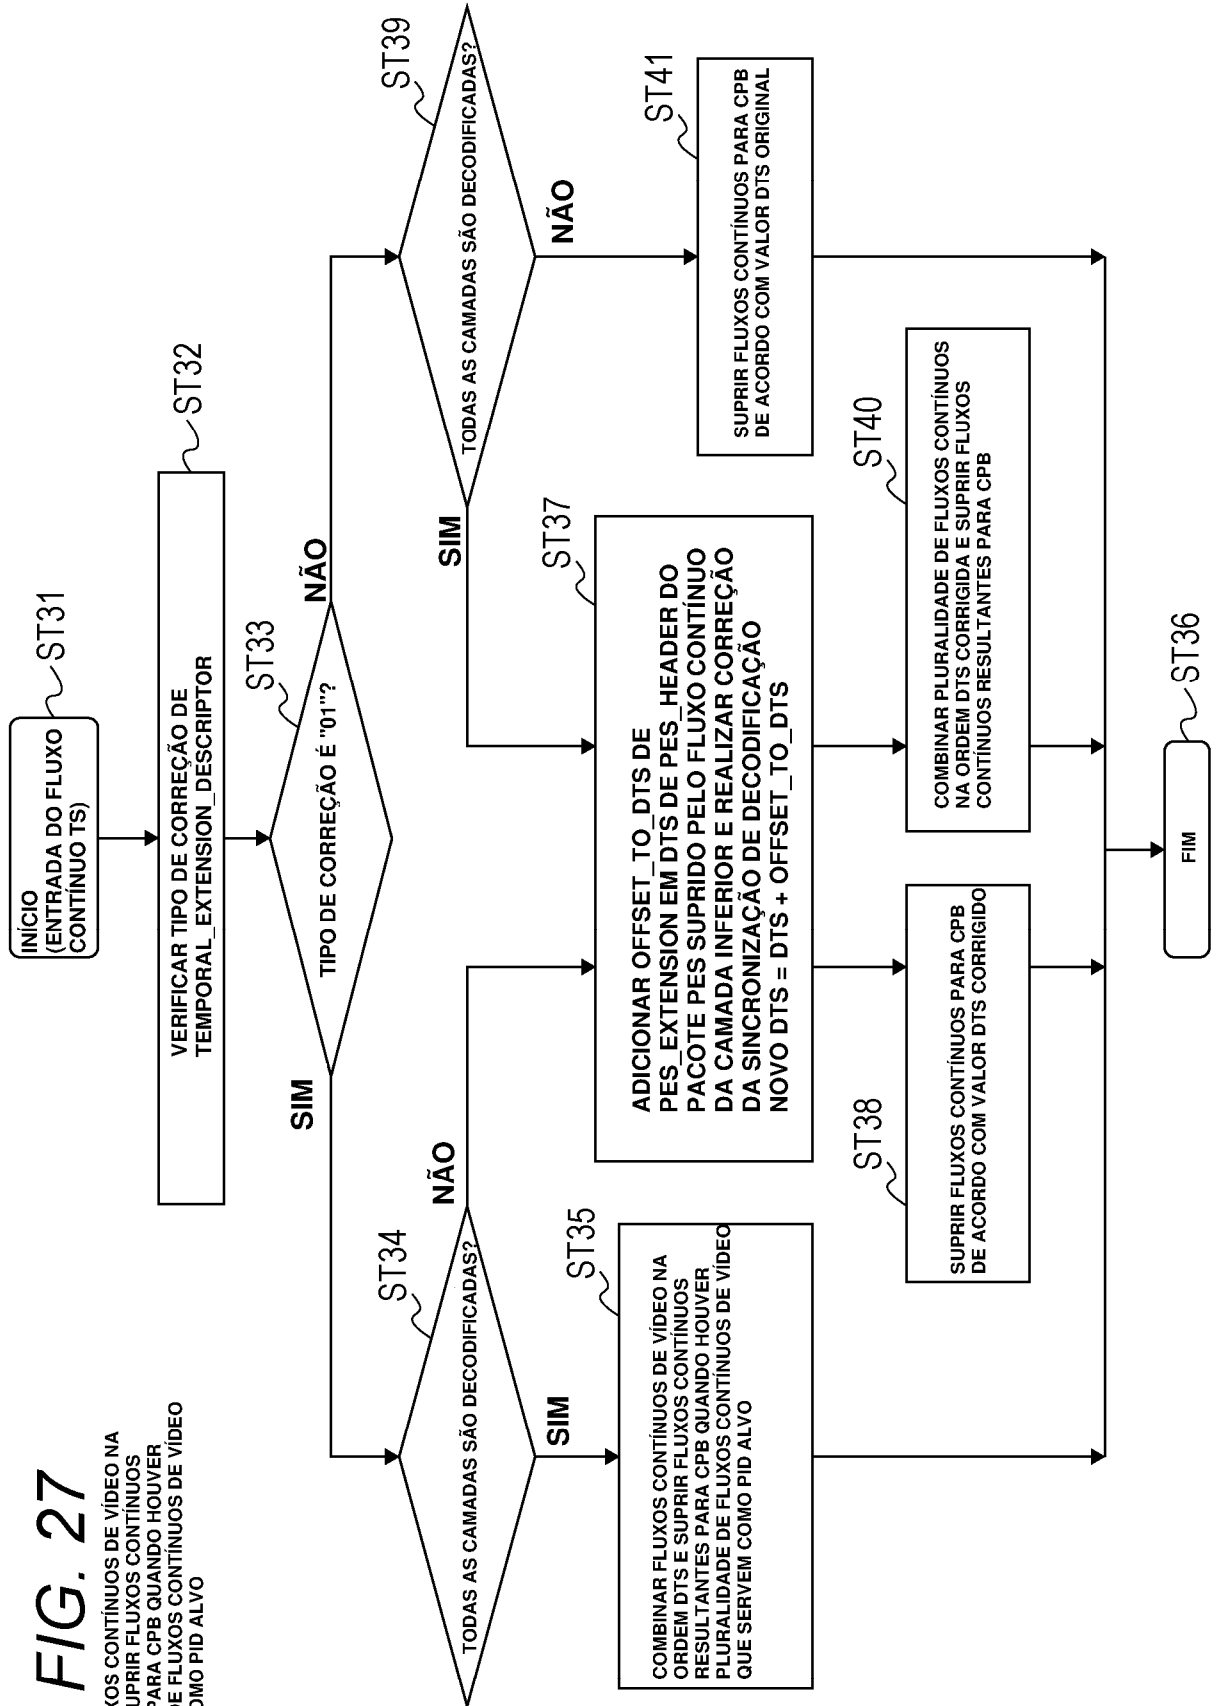 FIG. 27
XOS CONTÍNUOS DE VÍDEO NA
UPRIR FLUXOS CONTÍNUOS
PARA CPB QUANDO HOUVER
DE FLUXOS CONTÍNUOS DE VÍDEO
OMO PID ALVO
INÍCIO
(ENTRADA DO FLUXO
CONTÍNUO TS)
ST31
VERIFICAR TIPO DE CORREÇÃO DE
TEMPORAL_EXTENSION_DESCRIPTOR
ST32
TIPO DE CORREÇÃO É "01"?
ST33
SIM
NÃO
TODAS AS CAMADAS SÃO DECODIFICADAS?
ST34
NÃO
SIM
TODAS AS CAMADAS SÃO DECODIFICADAS?
ST39
SIM
NÃO
COMBINAR FLUXOS CONTÍNUOS DE VÍDEO NA
ORDEM DTS E SUPRIR FLUXOS CONTÍNUOS
RESULTANTES PARA CPB QUANDO HOUVER
PLURALIDADE DE FLUXOS CONTÍNUOS DE VÍDEO
QUE SERVEM COMO PID ALVO
ST35
ADICIONAR OFFSET_TO_DTS DE
PES_EXTENSION EM DTS DE PES_HEADER DO
PACOTE PES SUPRIDO PELO FLUXO CONTÍNUO
DA CAMADA INFERIOR E REALIZAR CORREÇÃO
DA SINCRONIZAÇÃO DE DECODIFICAÇÃO
NOVO DTS = DTS + OFFSET_TO_DTS
ST37
SUPRIR FLUXOS CONTÍNUOS PARA CPB
DE ACORDO COM VALOR DTS ORIGINAL
ST41
SUPRIR FLUXOS CONTÍNUOS PARA CPB
DE ACORDO COM VALOR DTS CORRIGIDO
ST38
COMBINAR PLURALIDADE DE FLUXOS CONTÍNUOS
NA ORDEM DTS CORRIGIDA E SUPRIR FLUXOS
CONTÍNUOS RESULTANTES PARA CPB
ST40
FIM
ST36